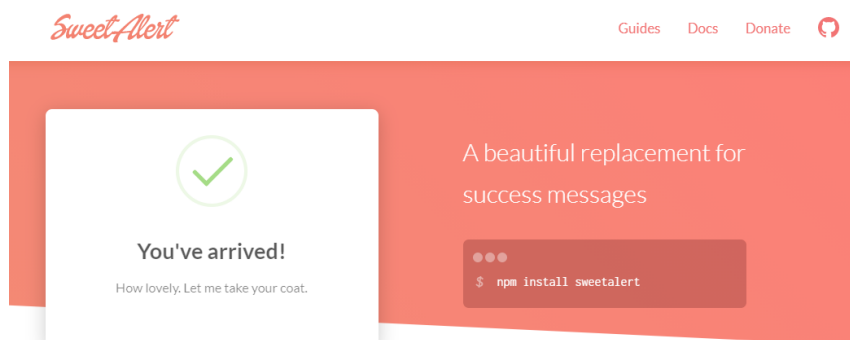 SweetAlert
Guides Docs Donate
You've arrived!
How lovely. Let me take your coat.
A beautiful replacement for
success messages
$ npm install sweetalert